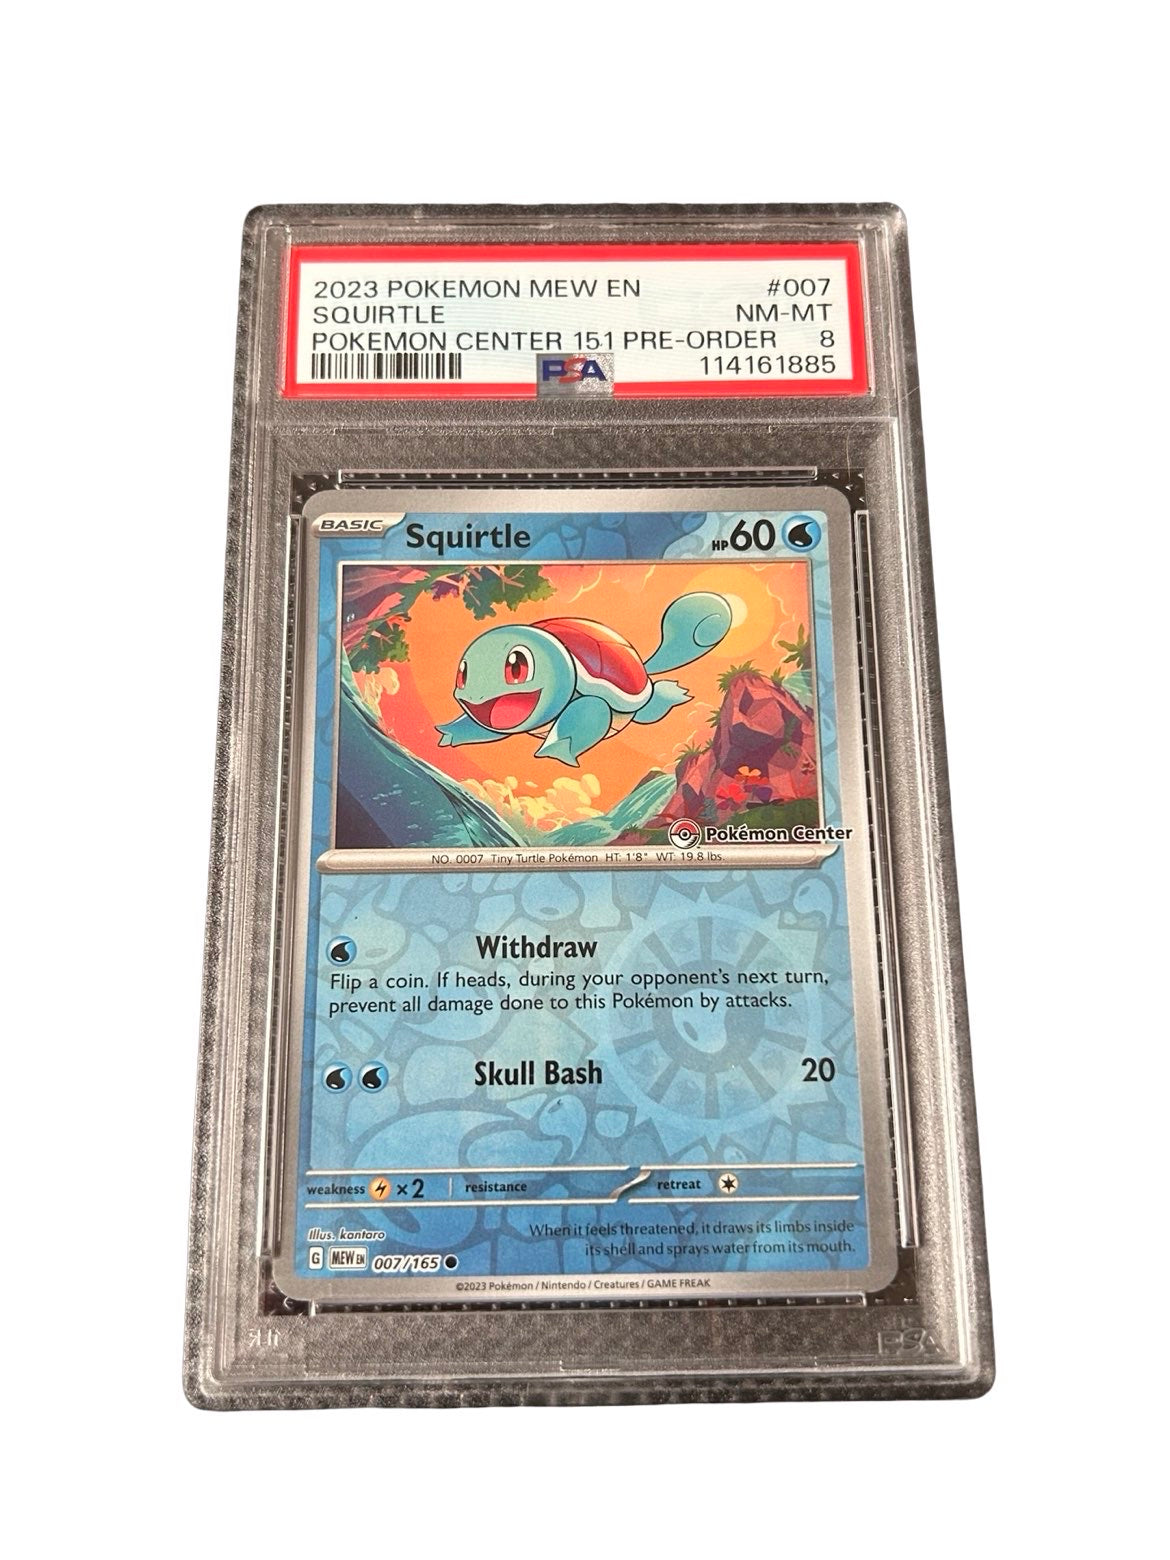 2023 POKEMON MEW EN #007
SQUIRTLE NM-MT
POKEMON CENTER 151 PRE-ORDER 8
PSA 114161885
BASIC Squirtle HP 60
Pokémon Center
NO. 0007 Tiny Turtle Pokémon HT: 1'8" WT: 19.8 lbs.
Withdraw
Flip a coin. If heads, during your opponent's next turn,
prevent all damage done to this Pokémon by attacks.
Skull Bash 20
weakness ×2 resistance retreat
When it feels threatened, it draws its limbs inside
its shell and sprays water from its mouth.
Illus. kantaro
G MEW EN 007/165
©2023 Pokémon / Nintendo / Creatures / GAME FREAK
PSA